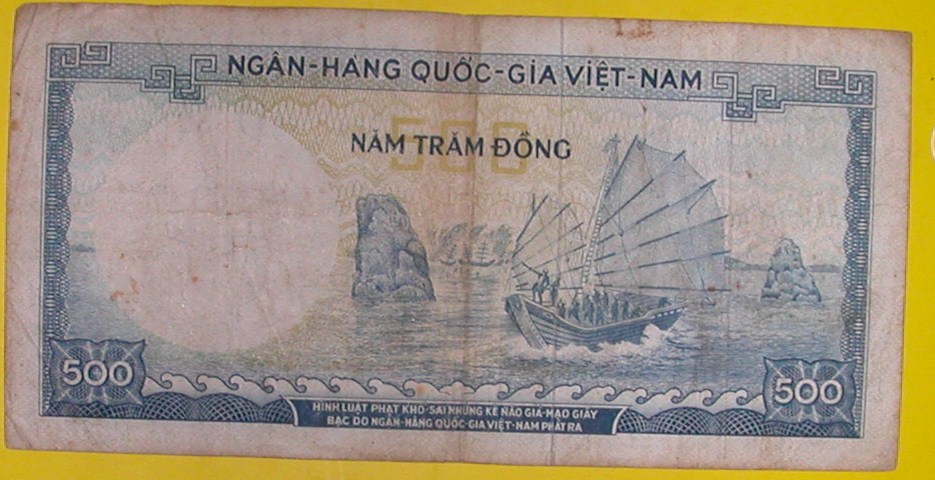 NGÂN-HÀNG QUỐC-GIA VIỆT-NAM
500
NĂM TRĂM ĐỒNG
500
500
HÌNH LUẬT PHẠT KHỔ-SAI NHỮNG KẺ NÀO GIẢ-MẠO GIẤY
BẠC DO NGÂN-HÀNG QUỐC-GIA VIỆT-NAM PHÁT RA